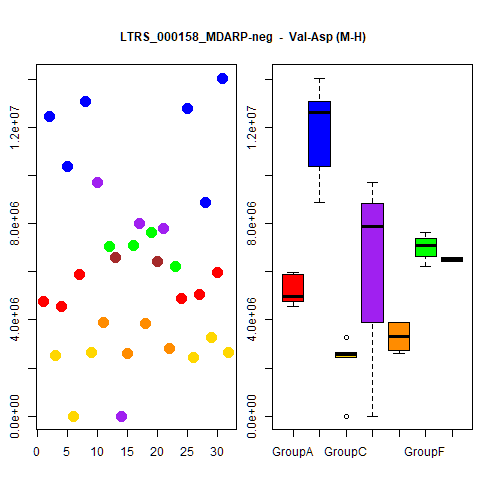 LTRS_000158_MDARP-neg - Val-Asp (M-H)
0.0e+00 4.0e+06 8.0e+06 1.2e+07
0.0e+00 4.0e+06 8.0e+06 1.2e+07
0 5 10 15 20 25 30
GroupA GroupC GroupF